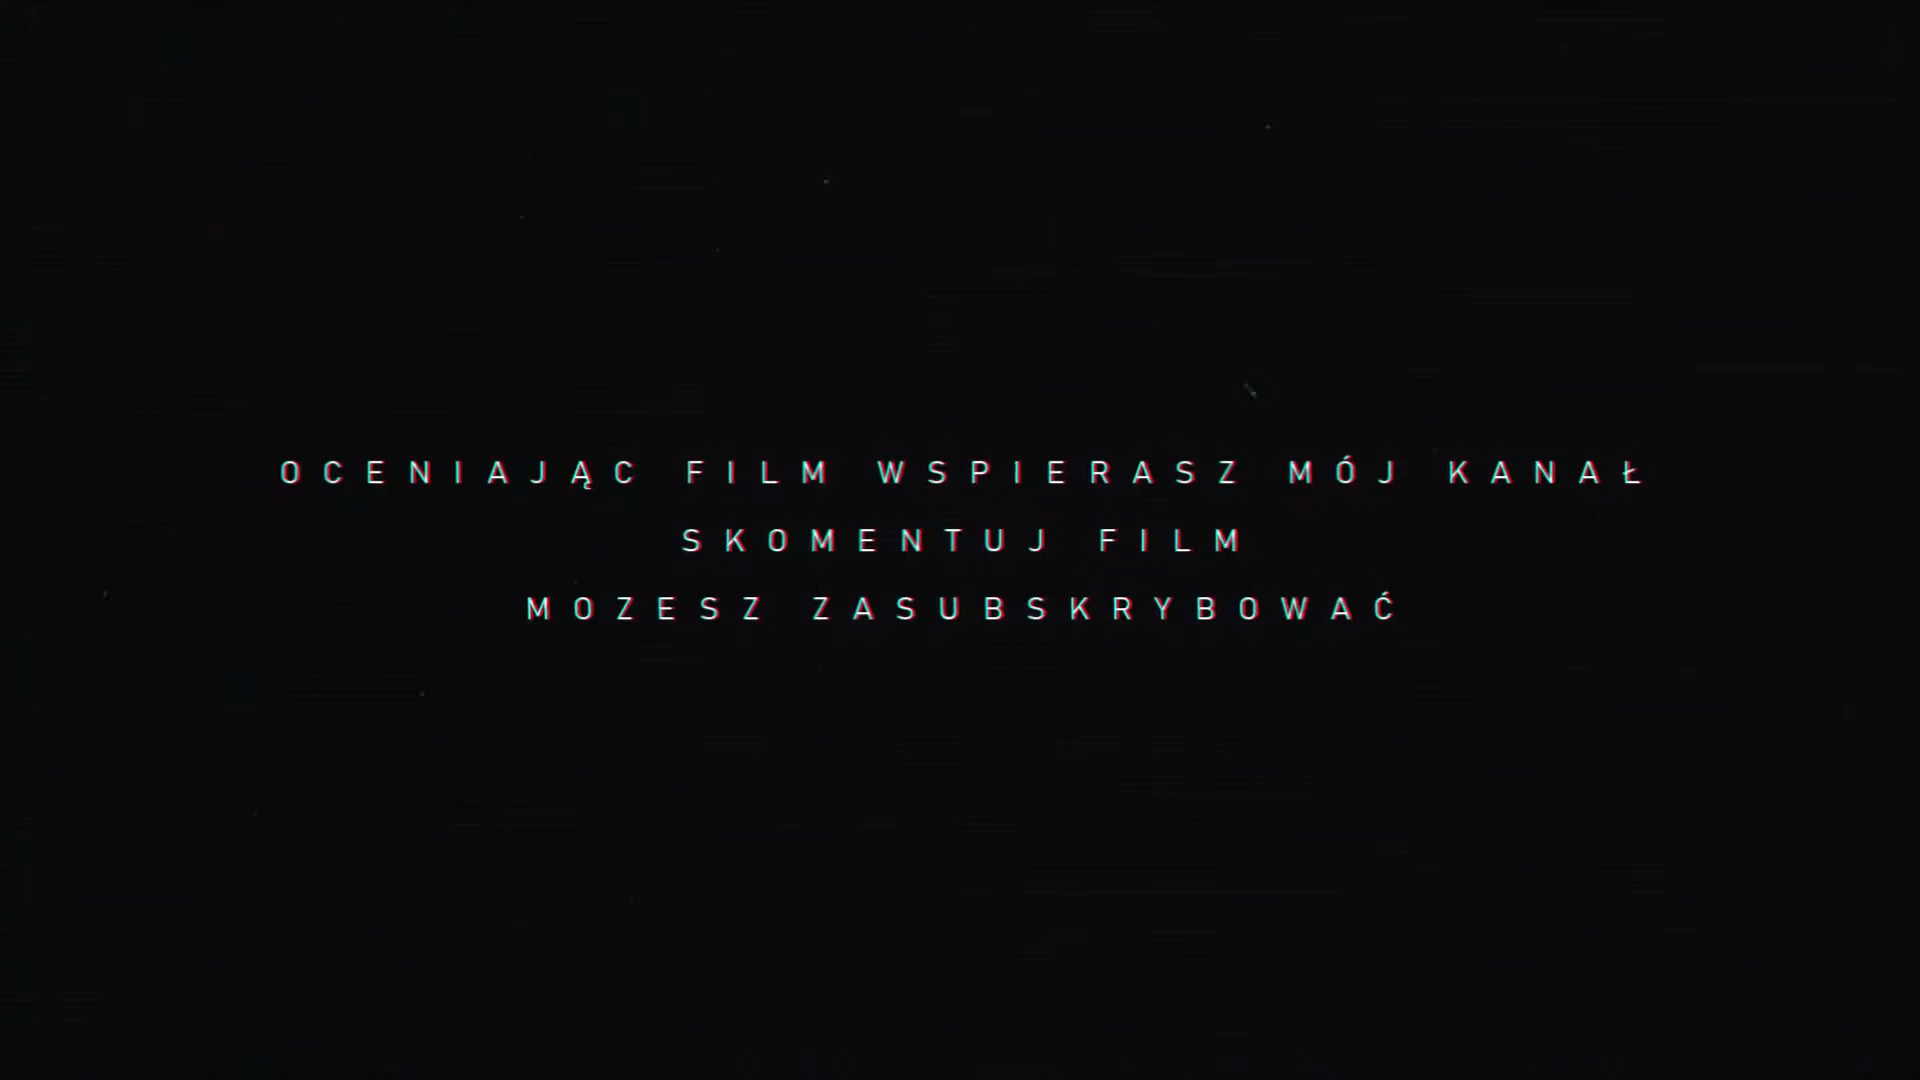 OCENIAJĄC FILM WSPIERASZ MÓJ KANAŁ
SKOMENTUJ FILM
MOZESZ ZASUBSKRYBOWAĆ